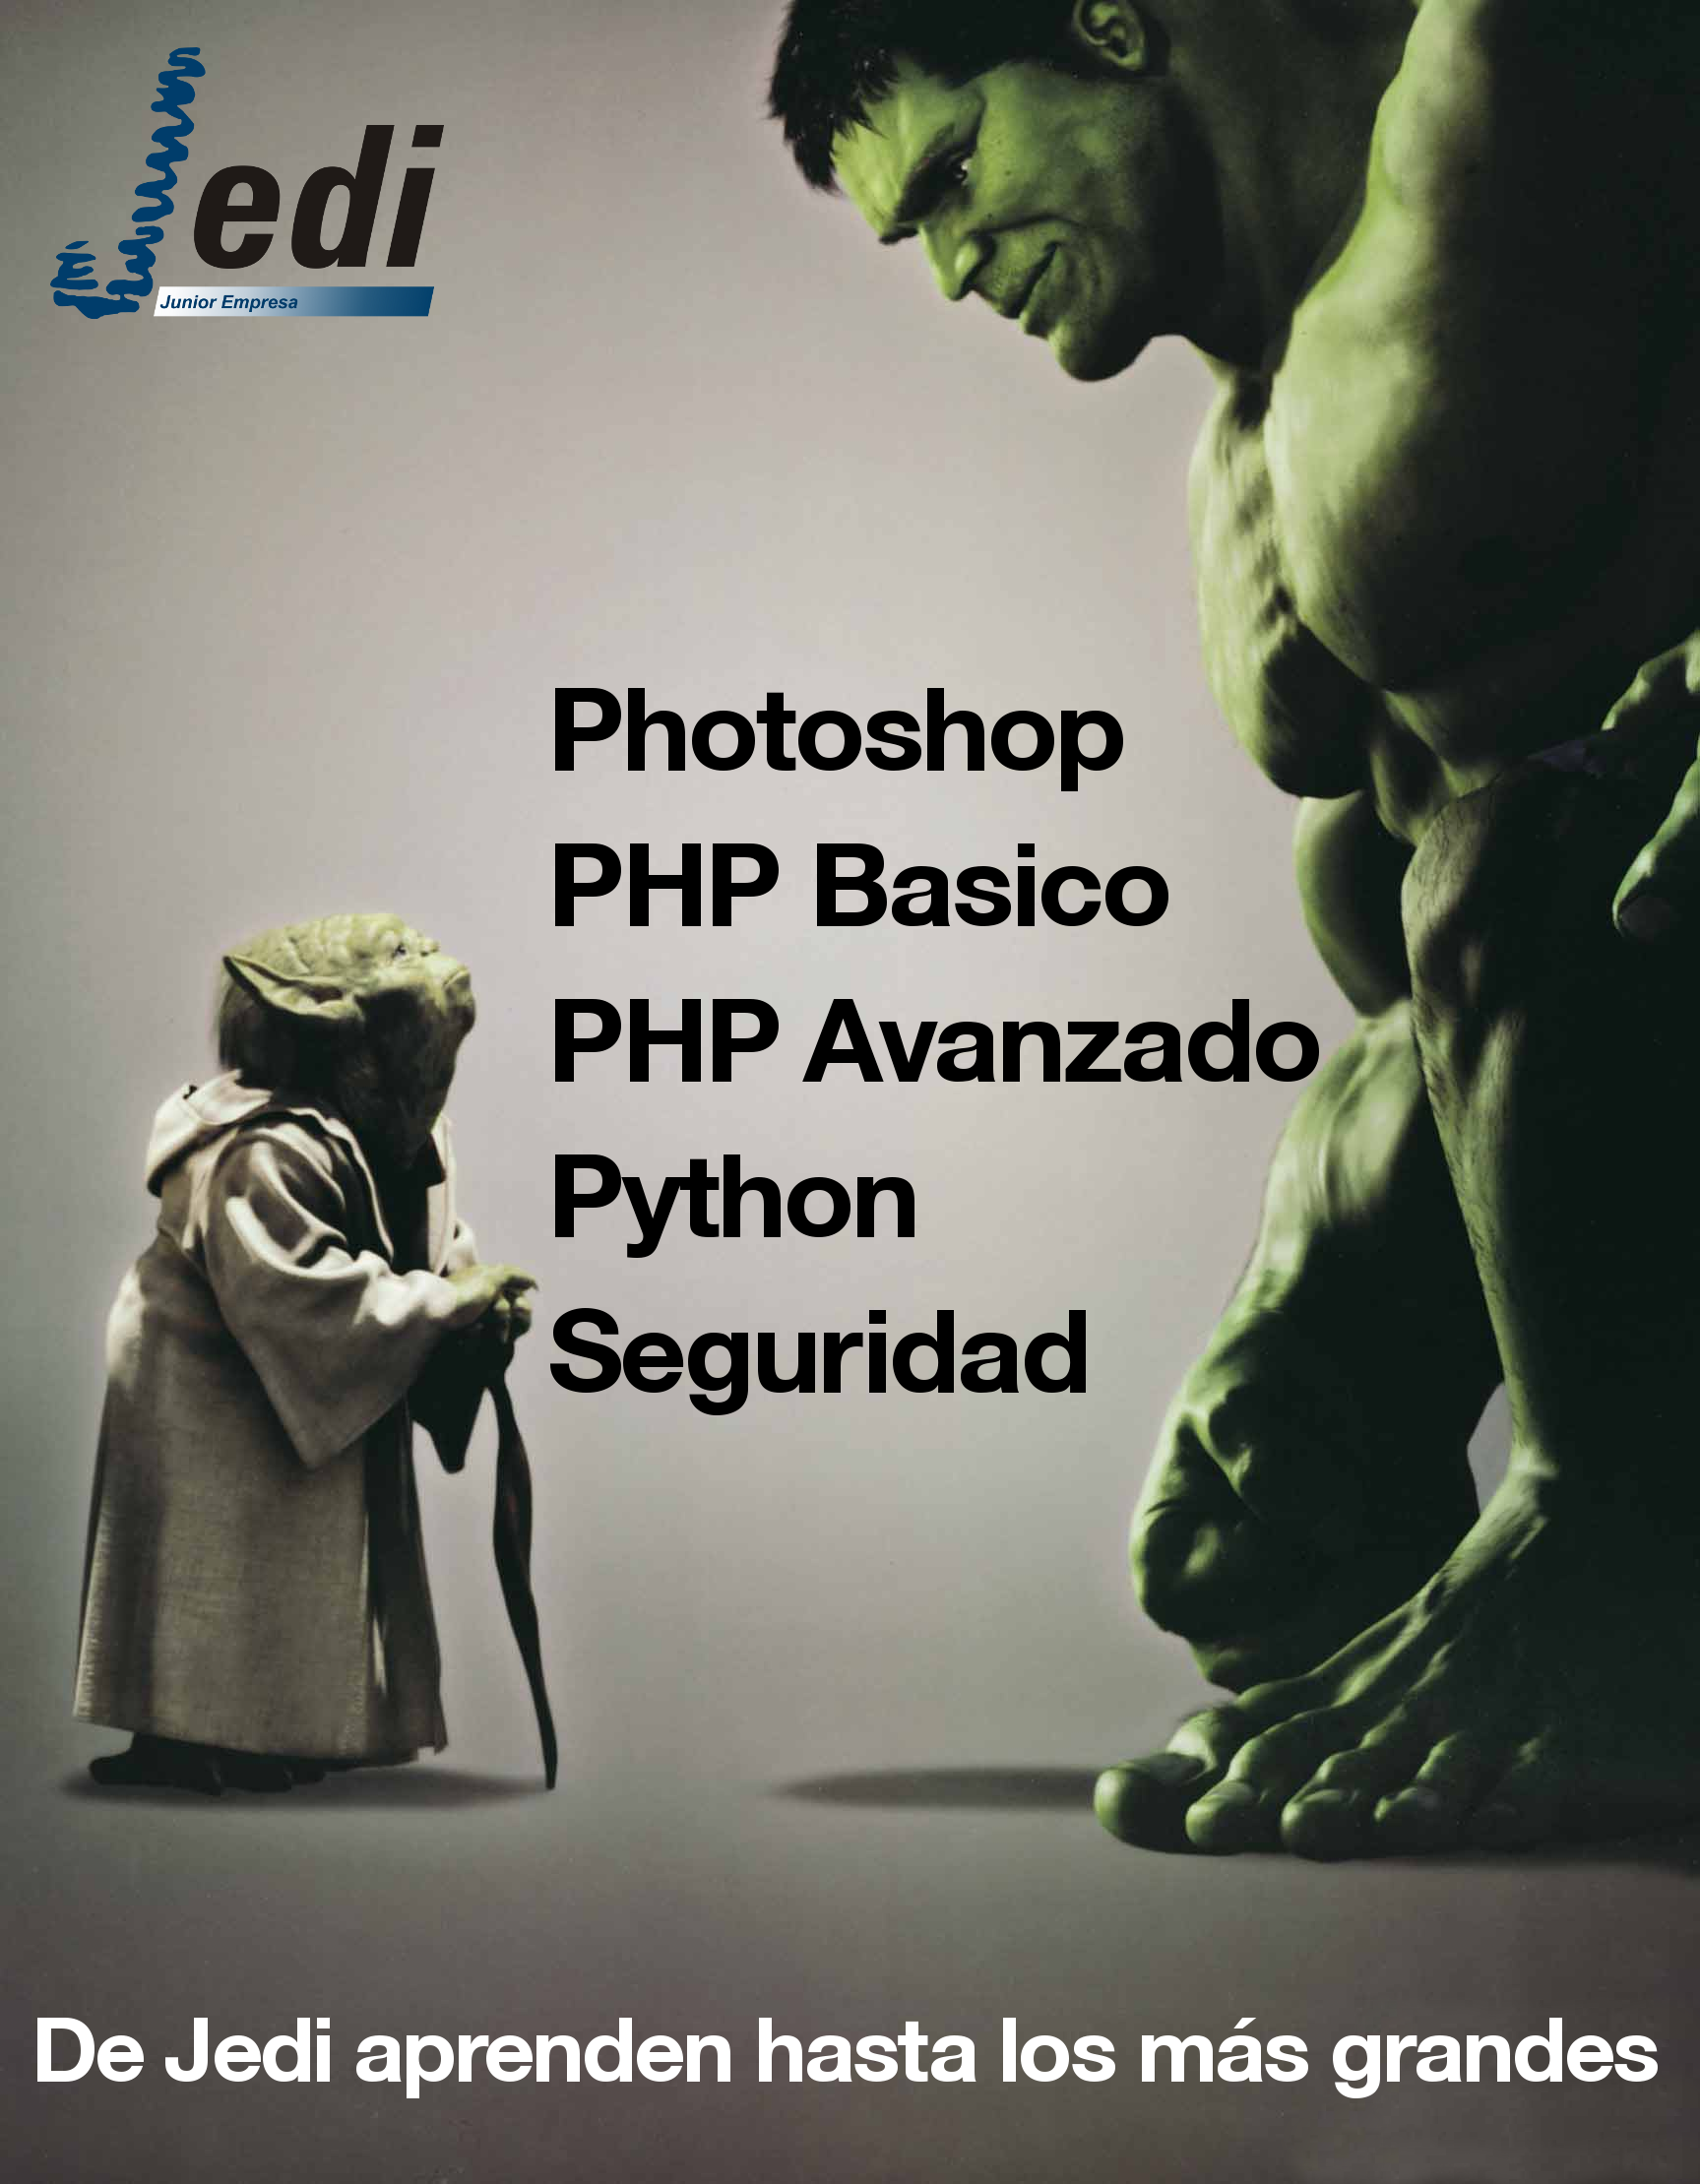 Jedi
Junior Empresa
Photoshop
PHP Basico
PHP Avanzado
Python
Seguridad
De Jedi aprenden hasta los más grandes